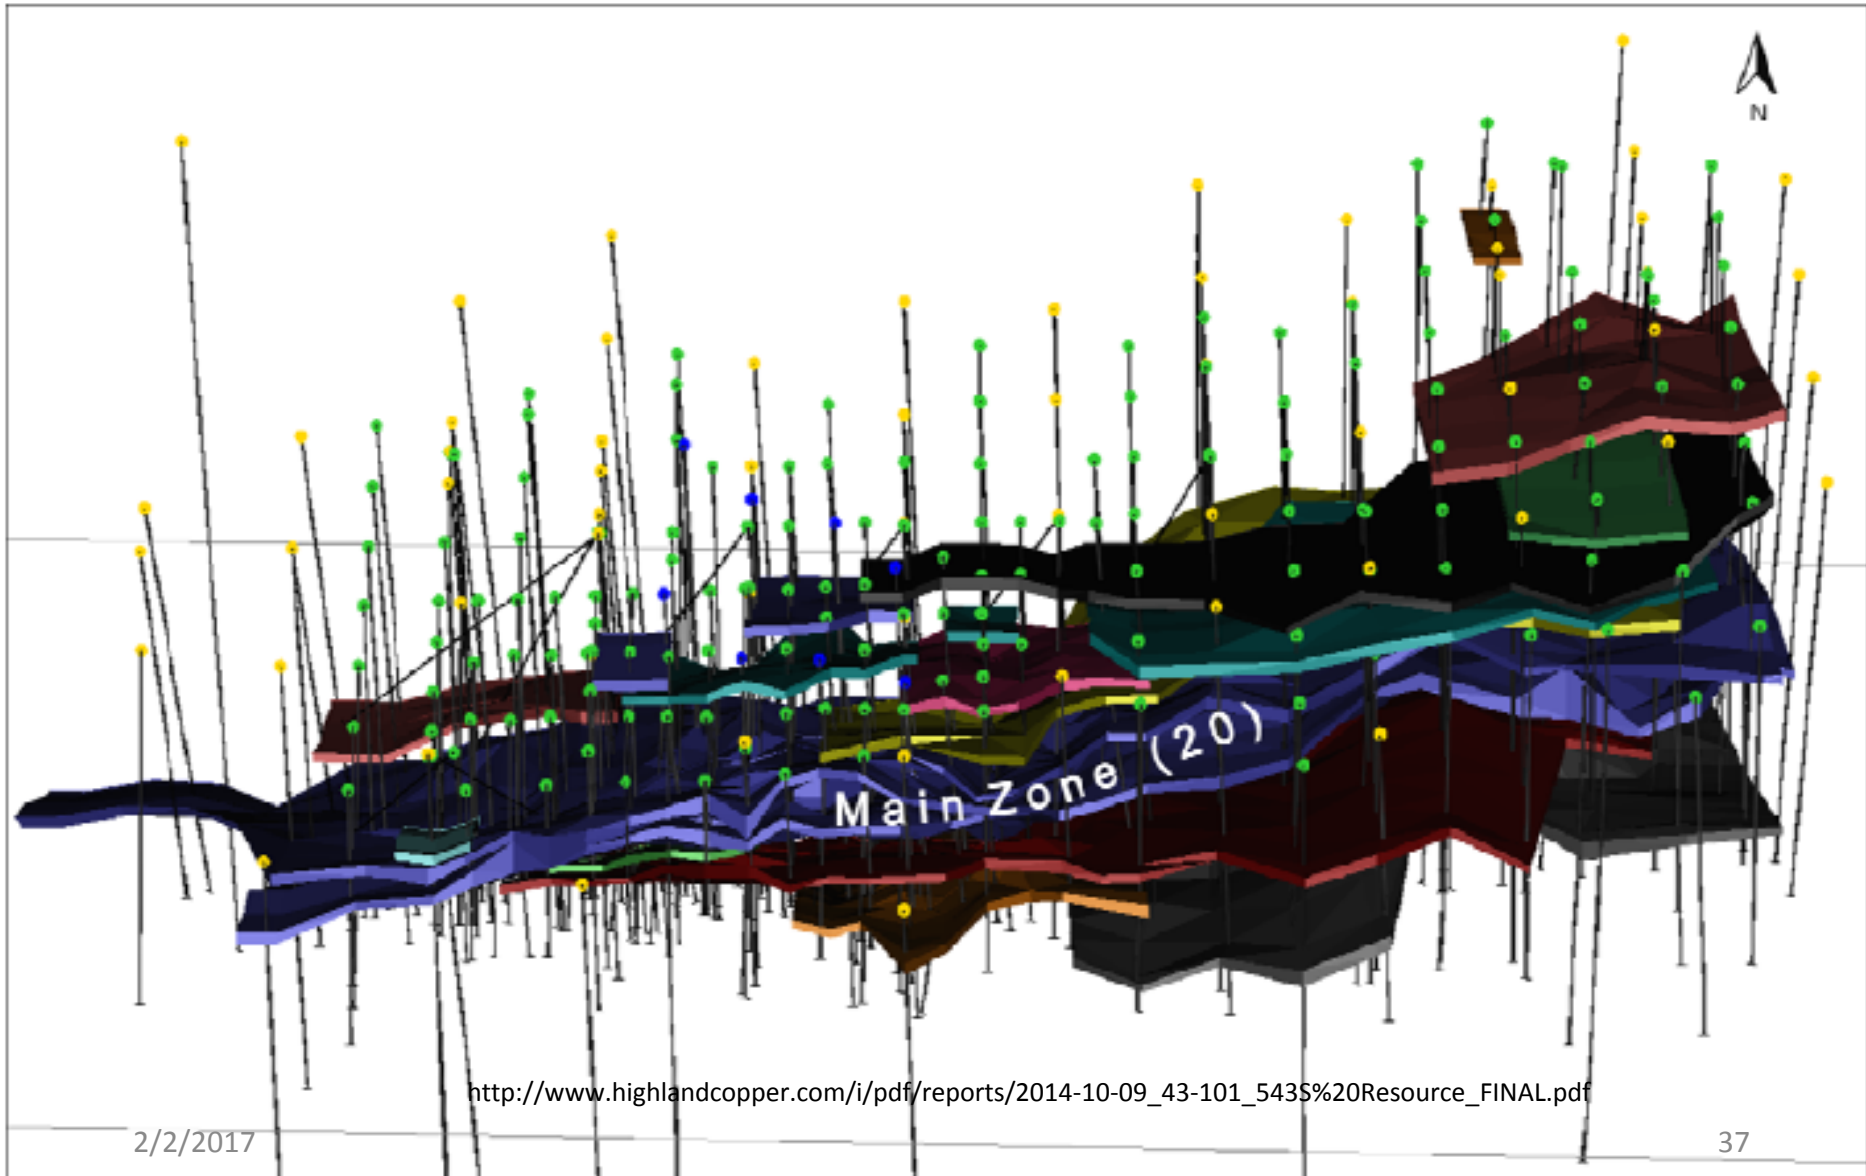 N
Main Zone (20)
http://www.highlandcopper.com/i/pdf/reports/2014-10-09_43-101_543S%20Resource_FINAL.pdf
2/2/2017
37